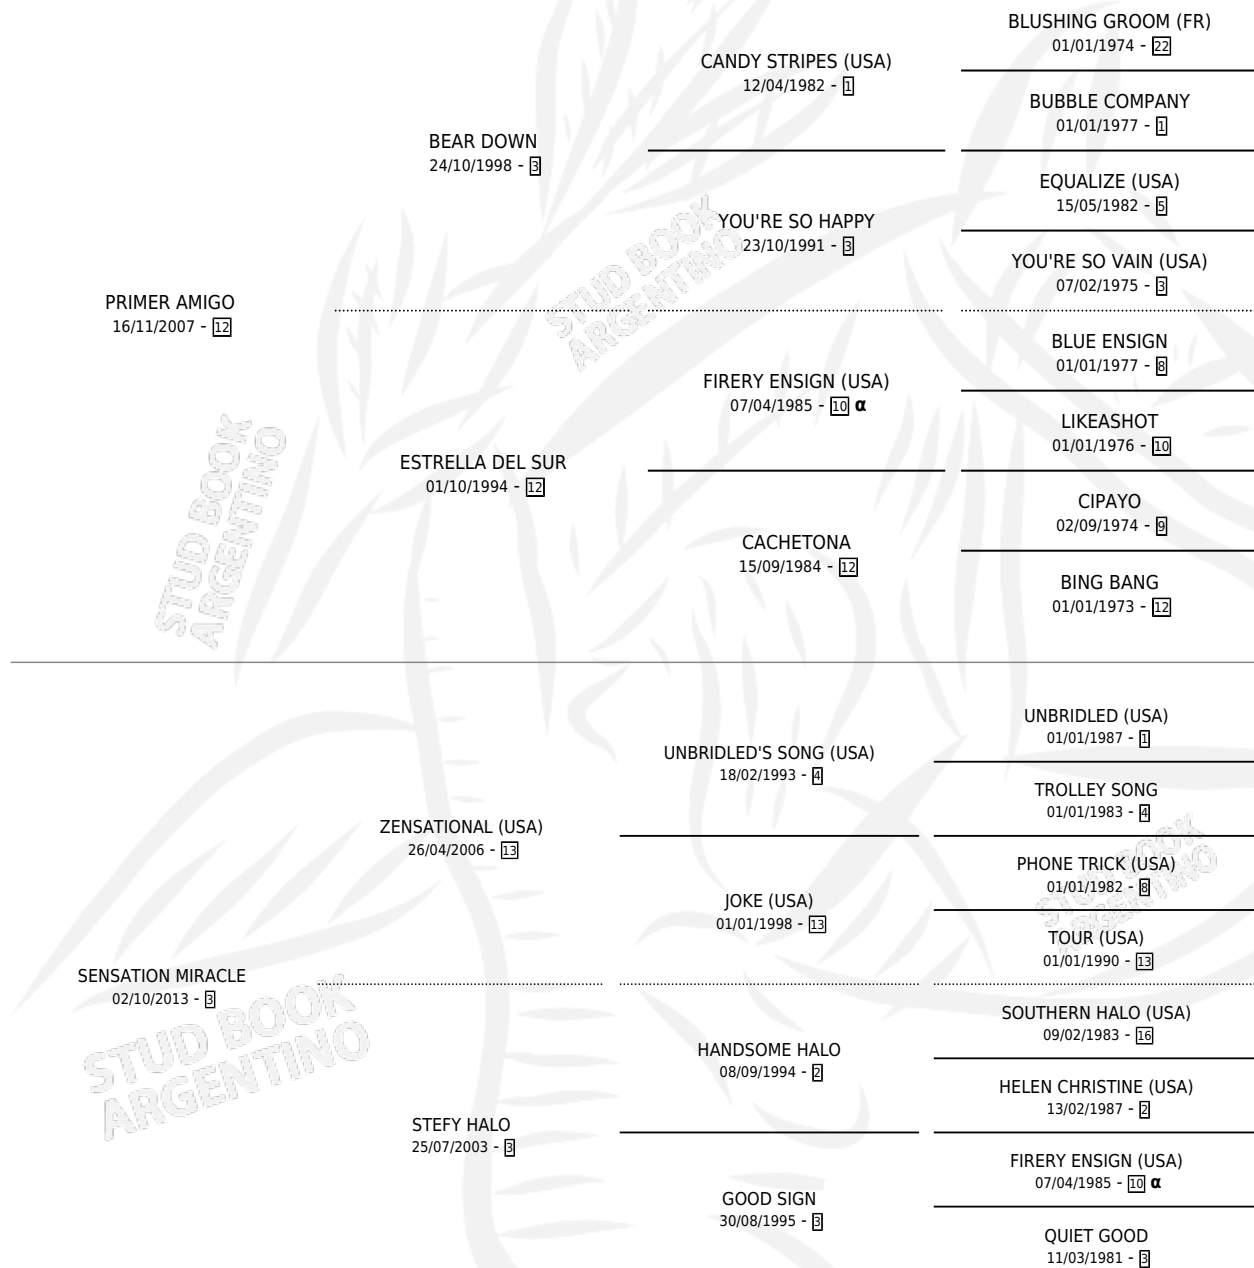 BLUSHING GROOM (FR)
01/01/1974 - 22
CANDY STRIPES (USA)
12/04/1982 - 1
BUBBLE COMPANY
01/01/1977 - 1
BEAR DOWN
24/10/1998 - 3
EQUALIZE (USA)
15/05/1982 - 5
YOU'RE SO HAPPY
23/10/1991 - 3
YOU'RE SO VAIN (USA)
07/02/1975 - 3
PRIMER AMIGO
16/11/2007 - 12
BLUE ENSIGN
01/01/1977 - 8
FIRERY ENSIGN (USA)
07/04/1985 - 10 α
LIKEASHOT
01/01/1976 - 10
ESTRELLA DEL SUR
01/10/1994 - 12
CIPAYO
02/09/1974 - 9
CACHETONA
15/09/1984 - 12
BING BANG
01/01/1973 - 12
UNBRIDLED (USA)
01/01/1987 - 1
UNBRIDLED'S SONG (USA)
18/02/1993 - 4
TROLLEY SONG
01/01/1983 - 4
ZENSATIONAL (USA)
26/04/2006 - 13
PHONE TRICK (USA)
01/01/1982 - 8
JOKE (USA)
01/01/1998 - 13
TOUR (USA)
01/01/1990 - 13
SENSATION MIRACLE
02/10/2013 - 3
SOUTHERN HALO (USA)
09/02/1983 - 16
HANDSOME HALO
08/09/1994 - 2
HELEN CHRISTINE (USA)
13/02/1987 - 2
STEFY HALO
25/07/2003 - 3
FIRERY ENSIGN (USA)
07/04/1985 - 10 α
GOOD SIGN
30/08/1995 - 3
QUIET GOOD
11/03/1981 - 3
STUD BOOK
ARGENTINO
STUD BOOK
ARGENTINO
STUD BOOK
ARGENTINO
STUD BOOK
ARGENTINO